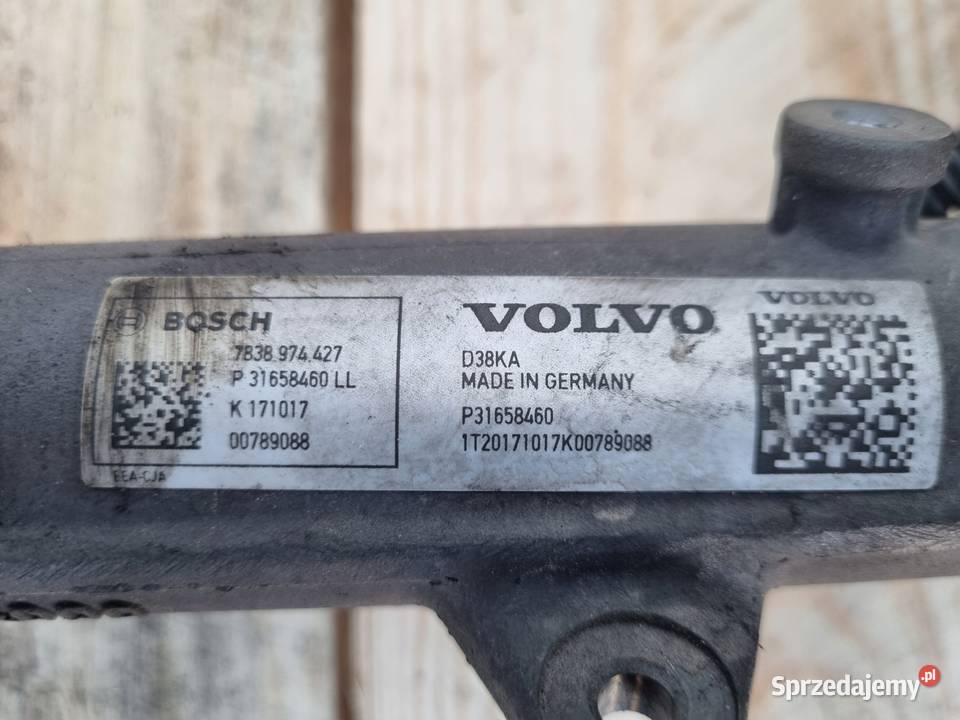 BOSCH
7838.974.427
P 31658460 LL
K 171017
00789088
EEA-CJA
VOLVO
D38KA
MADE IN GERMANY
P31658460
1T20171017K00789088
VOLVO
Sprzedajemy.pl